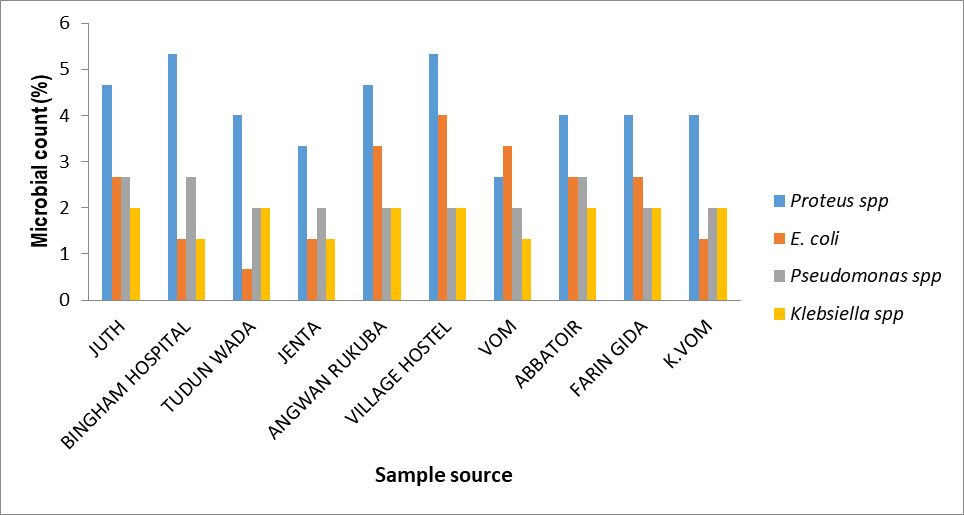 Microbial count (%)
6
5
4
3
2
1
0
JUTH
BINGHAM HOSPITAL
TUDUN WADA
JENTA
ANGWAN RUKUBA
VILLAGE HOSTEL
VOM
ABBATOIR
FARIN GIDA
K.VOM
Sample source
Proteus spp
E. coli
Pseudomonas spp
Klebsiella spp